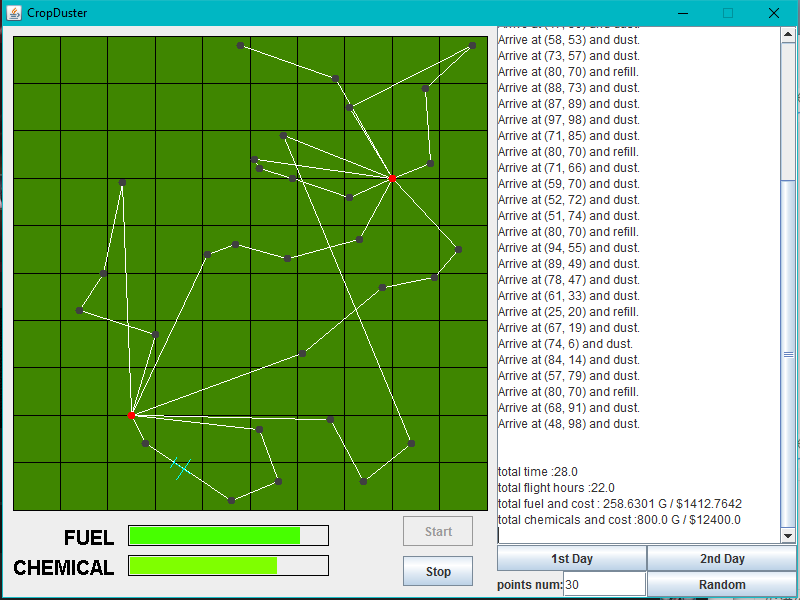 CropDuster
Arrive at (58, 53) and dust.
Arrive at (73, 57) and dust.
Arrive at (80, 70) and refill.
Arrive at (88, 73) and dust.
Arrive at (87, 89) and dust.
Arrive at (97, 98) and dust.
Arrive at (71, 85) and dust.
Arrive at (80, 70) and refill.
Arrive at (71, 66) and dust.
Arrive at (59, 70) and dust.
Arrive at (52, 72) and dust.
Arrive at (51, 74) and dust.
Arrive at (80, 70) and refill.
Arrive at (94, 55) and dust.
Arrive at (89, 49) and dust.
Arrive at (78, 47) and dust.
Arrive at (61, 33) and dust.
Arrive at (25, 20) and refill.
Arrive at (67, 19) and dust.
Arrive at (74, 6) and dust.
Arrive at (84, 14) and dust.
Arrive at (57, 79) and dust.
Arrive at (80, 70) and refill.
Arrive at (68, 91) and dust.
Arrive at (48, 98) and dust.
total time :28.0
total flight hours :22.0
total fuel and cost : 258.6301 G / $1412.7642
total chemicals and cost :800.0 G / $12400.0
FUEL
CHEMICAL
Start
Stop
1st Day
2nd Day
points num:
30
Random